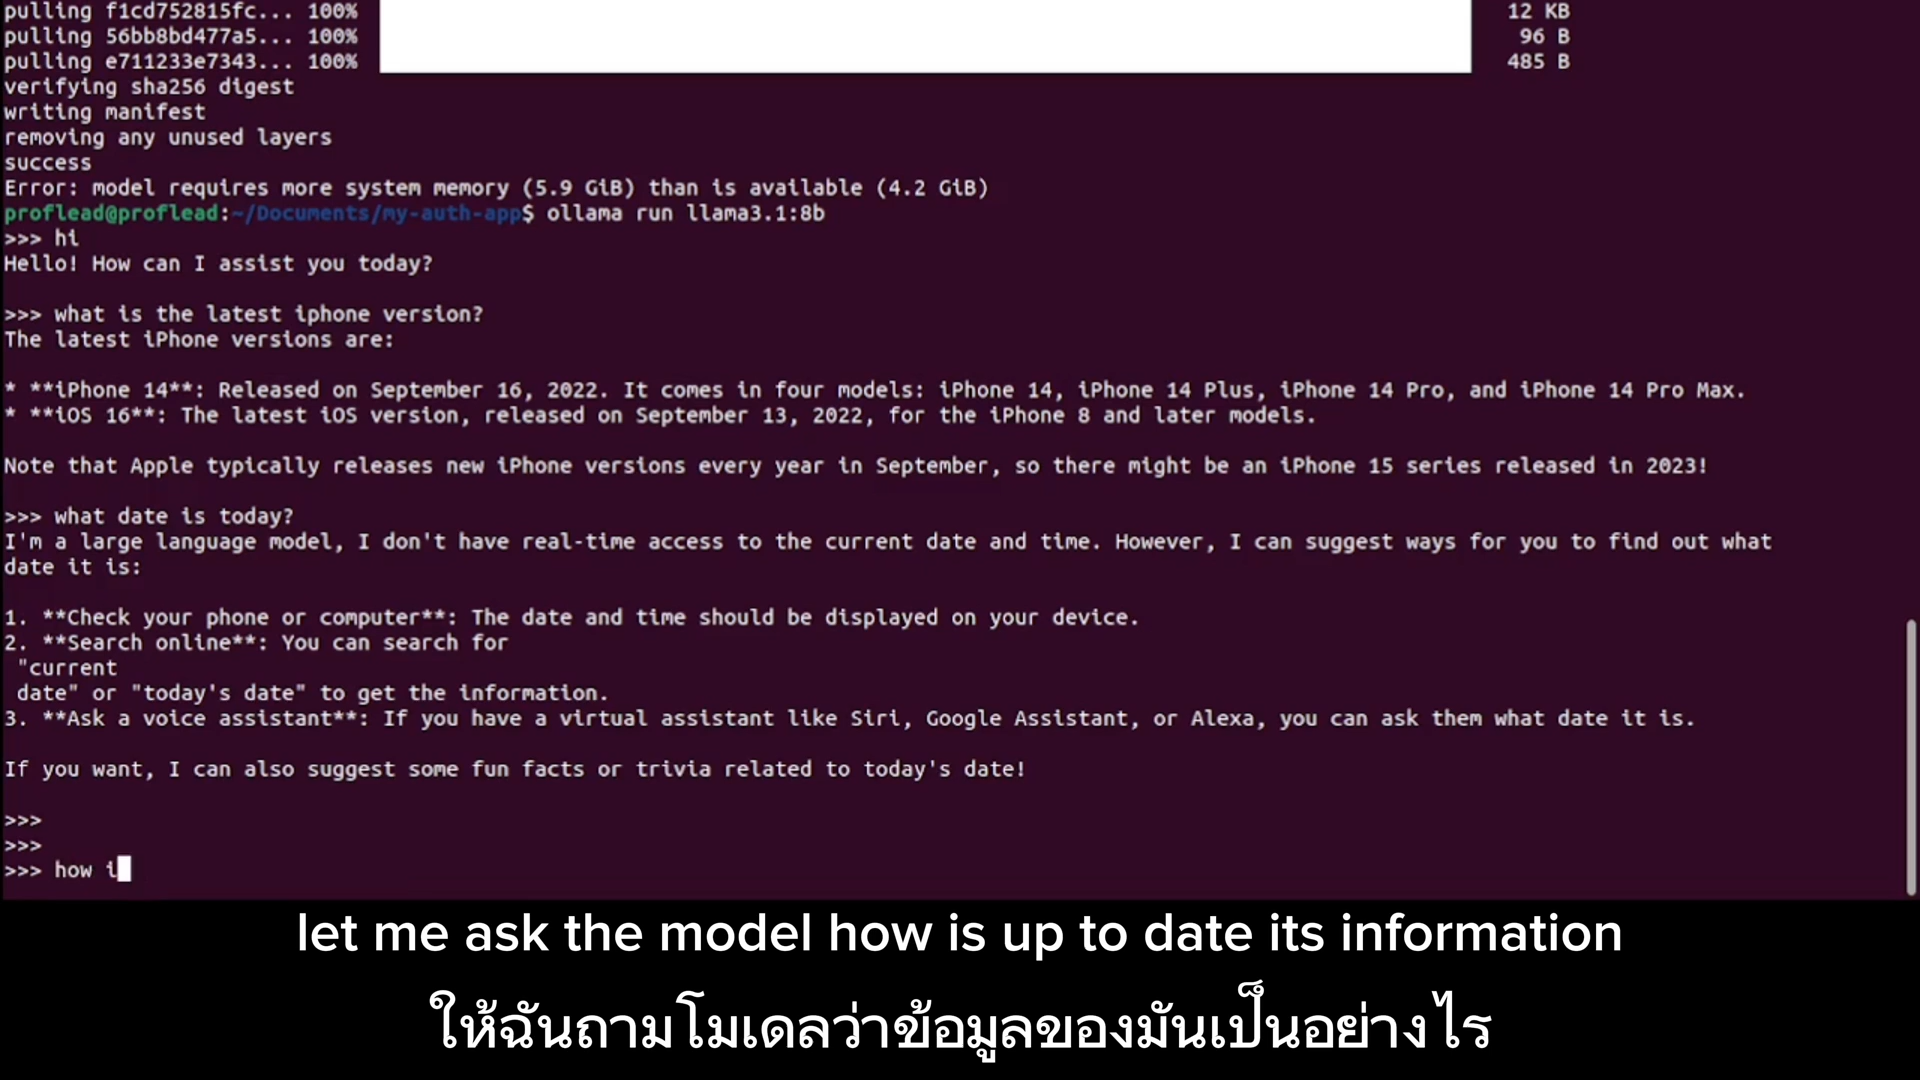 pulling f1cd752815fc... 100% 12 KB
pulling 56bb8bd477a5... 100% 96 B
pulling e711233e7343... 100% 485 B
verifying sha256 digest
writing manifest
removing any unused layers
success
Error: model requires more system memory (5.9 GiB) than is available (4.2 GiB)
proflead@proflead:~/Documents/my-auth-app$ ollama run llama3.1:8b
>>> hi
Hello! How can I assist you today?
>>> what is the latest iphone version?
The latest iPhone versions are:
* **iPhone 14**: Released on September 16, 2022. It comes in four models: iPhone 14, iPhone 14 Plus, iPhone 14 Pro, and iPhone 14 Pro Max.
* **iOS 16**: The latest iOS version, released on September 13, 2022, for the iPhone 8 and later models.
Note that Apple typically releases new iPhone versions every year in September, so there might be an iPhone 15 series released in 2023!
>>> what date is today?
I'm a large language model, I don't have real-time access to the current date and time. However, I can suggest ways for you to find out what
date it is:
1. **Check your phone or computer**: The date and time should be displayed on your device.
2. **Search online**: You can search for
"current
date" or "today's date" to get the information.
3. **Ask a voice assistant**: If you have a virtual assistant like Siri, Google Assistant, or Alexa, you can ask them what date it is.
If you want, I can also suggest some fun facts or trivia related to today's date!
>>>
>>>
>>> how i
let me ask the model how is up to date its information
ให้ฉันถามโมเดลว่าข้อมูลของมันเป็นอย่างไร